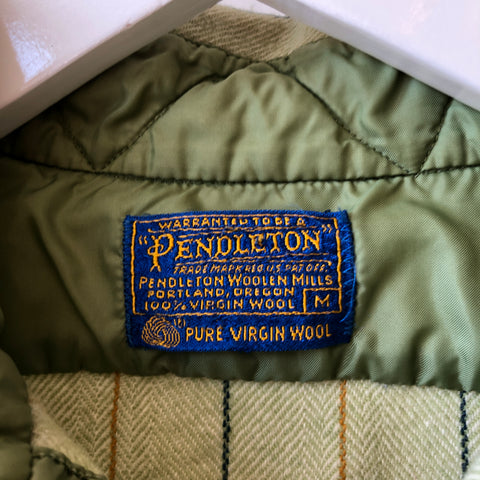 WARRANTED TO BE A
"PENDLETON"
TRADE MARK REG. U.S. PAT. OFF.
PENDLETON WOOLEN MILLS
PORTLAND, OREGON
100% VIRGIN WOOL M
PURE VIRGIN WOOL